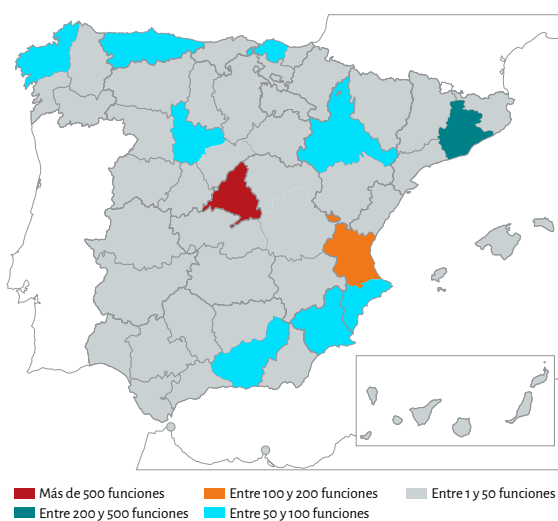 Más de 500 funciones
Entre 100 y 200 funciones
Entre 1 y 50 funciones
Entre 200 y 500 funciones
Entre 50 y 100 funciones